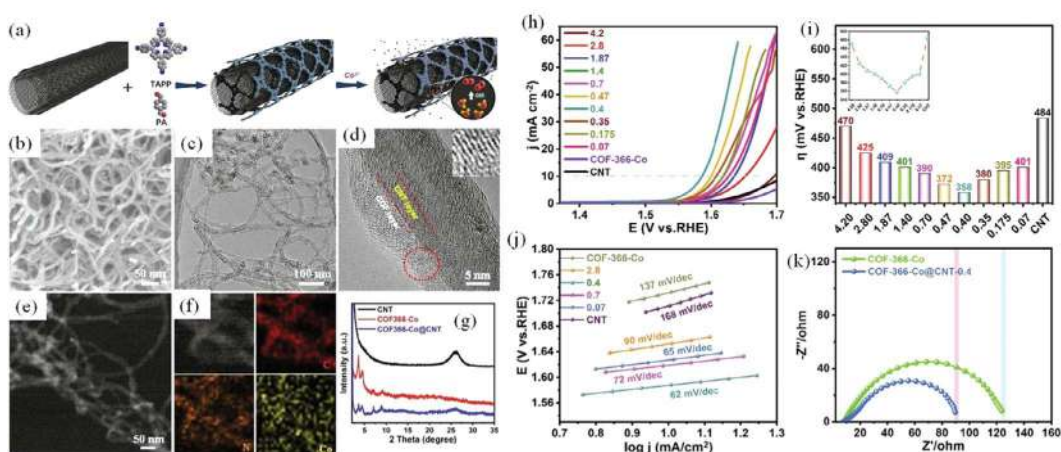 (a)
TAPP
PA
Co²⁺
(b)
50 nm
(c)
100 nm
(d)
COF layer
CNT layer
5 nm
(e)
50 nm
(f)
N
Co
(g)
CNT
COF366-Co
COF366-Co@CNT
Intensity (a.u.)
5 10 15 20 25 30 35
2 Theta (degree)
(h)
4.2
2.8
1.87
1.4
0.7
0.47
0.4
0.35
0.175
0.07
COF-366-Co
CNT
j (mA cm⁻²)
60
50
40
30
20
10
0
1.4 1.5 1.6 1.7
E (V vs.RHE)
(i)
η (mV vs.RHE)
600
550
500
450
400
350
470
425
409
401
390
372
358
380
395
401
484
4.20 2.80 1.87 1.40 0.70 0.47 0.40 0.35 0.175 0.07 CNT
(j)
COF-366-Co
2.8
0.4
0.7
0.07
CNT
E (V vs.RHE)
1.80
1.76
1.72
1.68
1.64
1.60
1.56
137 mV/dec
168 mV/dec
90 mV/dec
65 mV/dec
72 mV/dec
62 mV/dec
0.7 0.8 0.9 1.0 1.1 1.2 1.3
log j (mA/cm²)
(k)
COF-366-Co
COF-366-Co@CNT-0.4
-Z''/ohm
-120
-80
-40
0
20 40 60 80 100 120 140
Z'/ohm